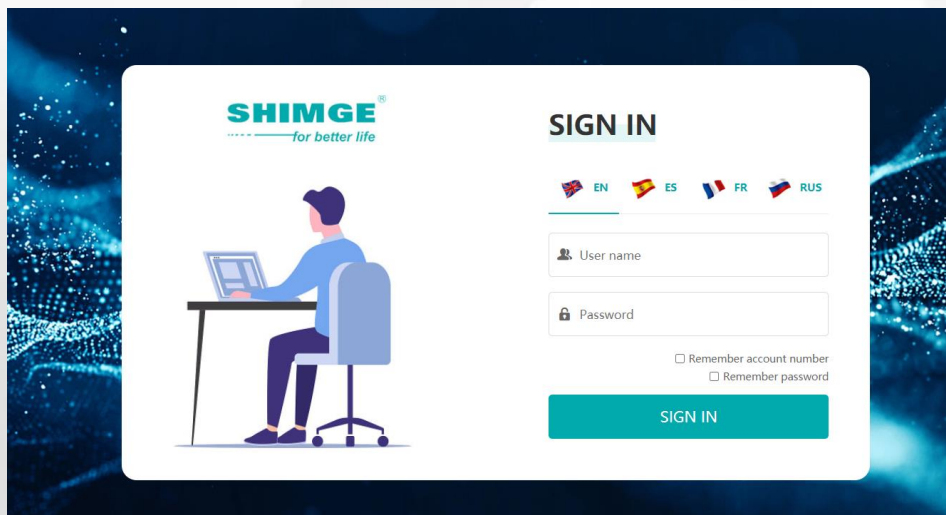 SHIMGE®
for better life
SIGN IN
EN ES FR RUS
User name
Password
Remember account number
Remember password
SIGN IN